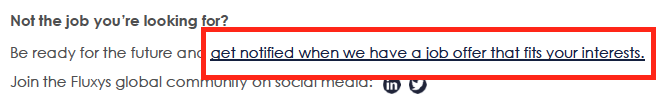 Not the job you're looking for?
Be ready for the future and get notified when we have a job offer that fits your interests.
Join the Fluxys global community on social media: